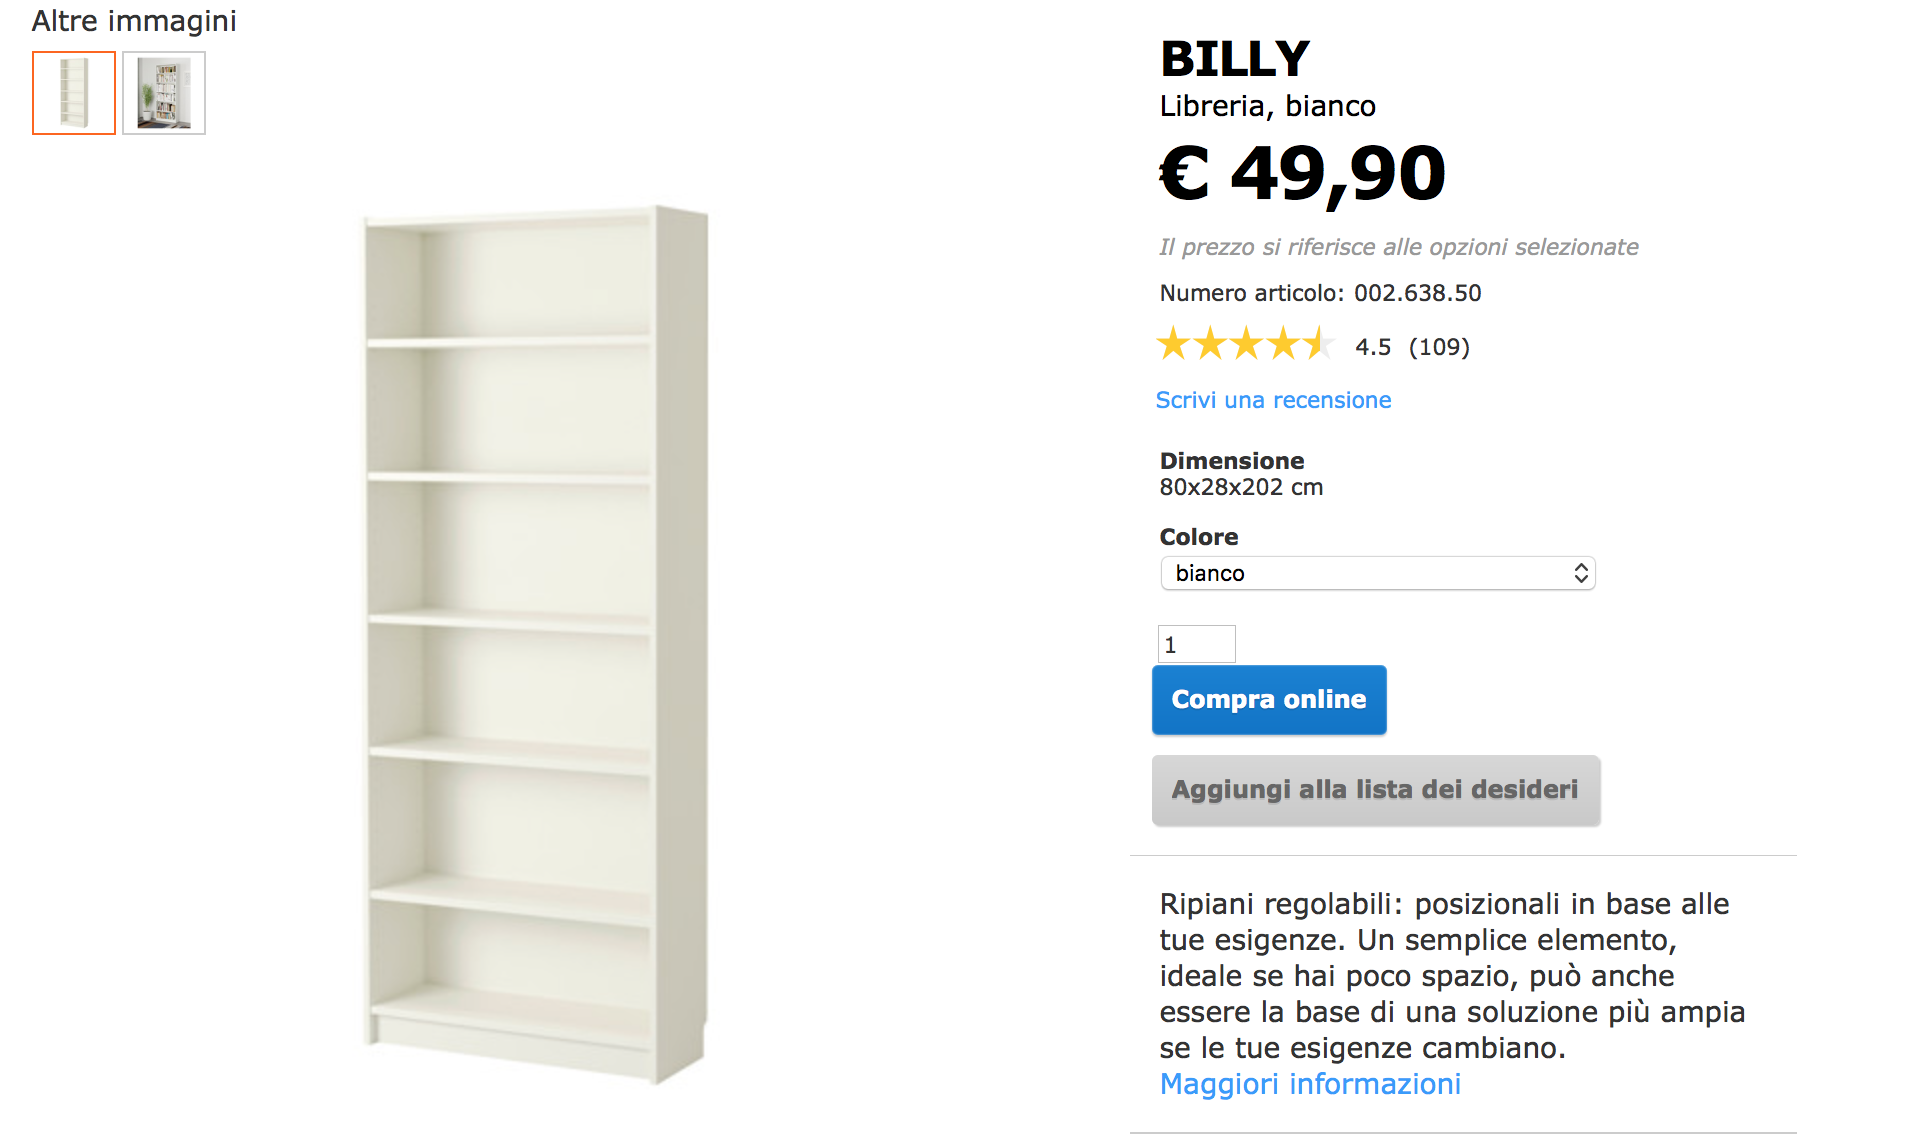 Altre immagini
BILLY
Libreria, bianco
€ 49,90
Il prezzo si riferisce alle opzioni selezionate
Numero articolo: 002.638.50
4.5 (109)
Scrivi una recensione
Dimensione
80x28x202 cm
Colore
bianco
1
Compra online
Aggiungi alla lista dei desideri
Ripiani regolabili: posizionali in base alle
tue esigenze. Un semplice elemento,
ideale se hai poco spazio, può anche
essere la base di una soluzione più ampia
se le tue esigenze cambiano.
Maggiori informazioni